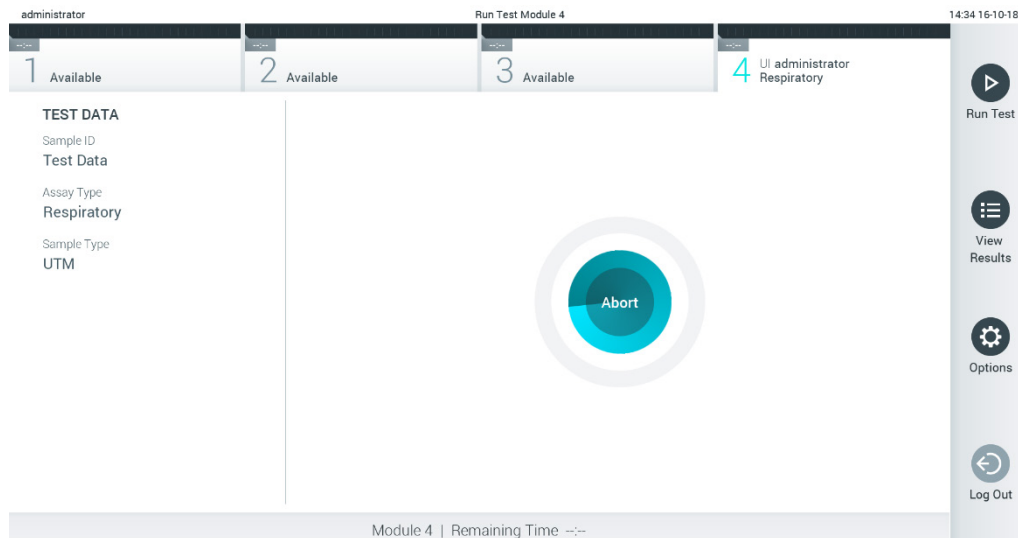 administrator
Run Test Module 4
14:34 16-10-18
--:--
1 Available
--:--
2 Available
--:--
3 Available
--:--
4 UI administrator
Respiratory
TEST DATA
Sample ID
Test Data
Assay Type
Respiratory
Sample Type
UTM
Abort
Run Test
View
Results
Options
Log Out
Module 4 | Remaining Time --:--